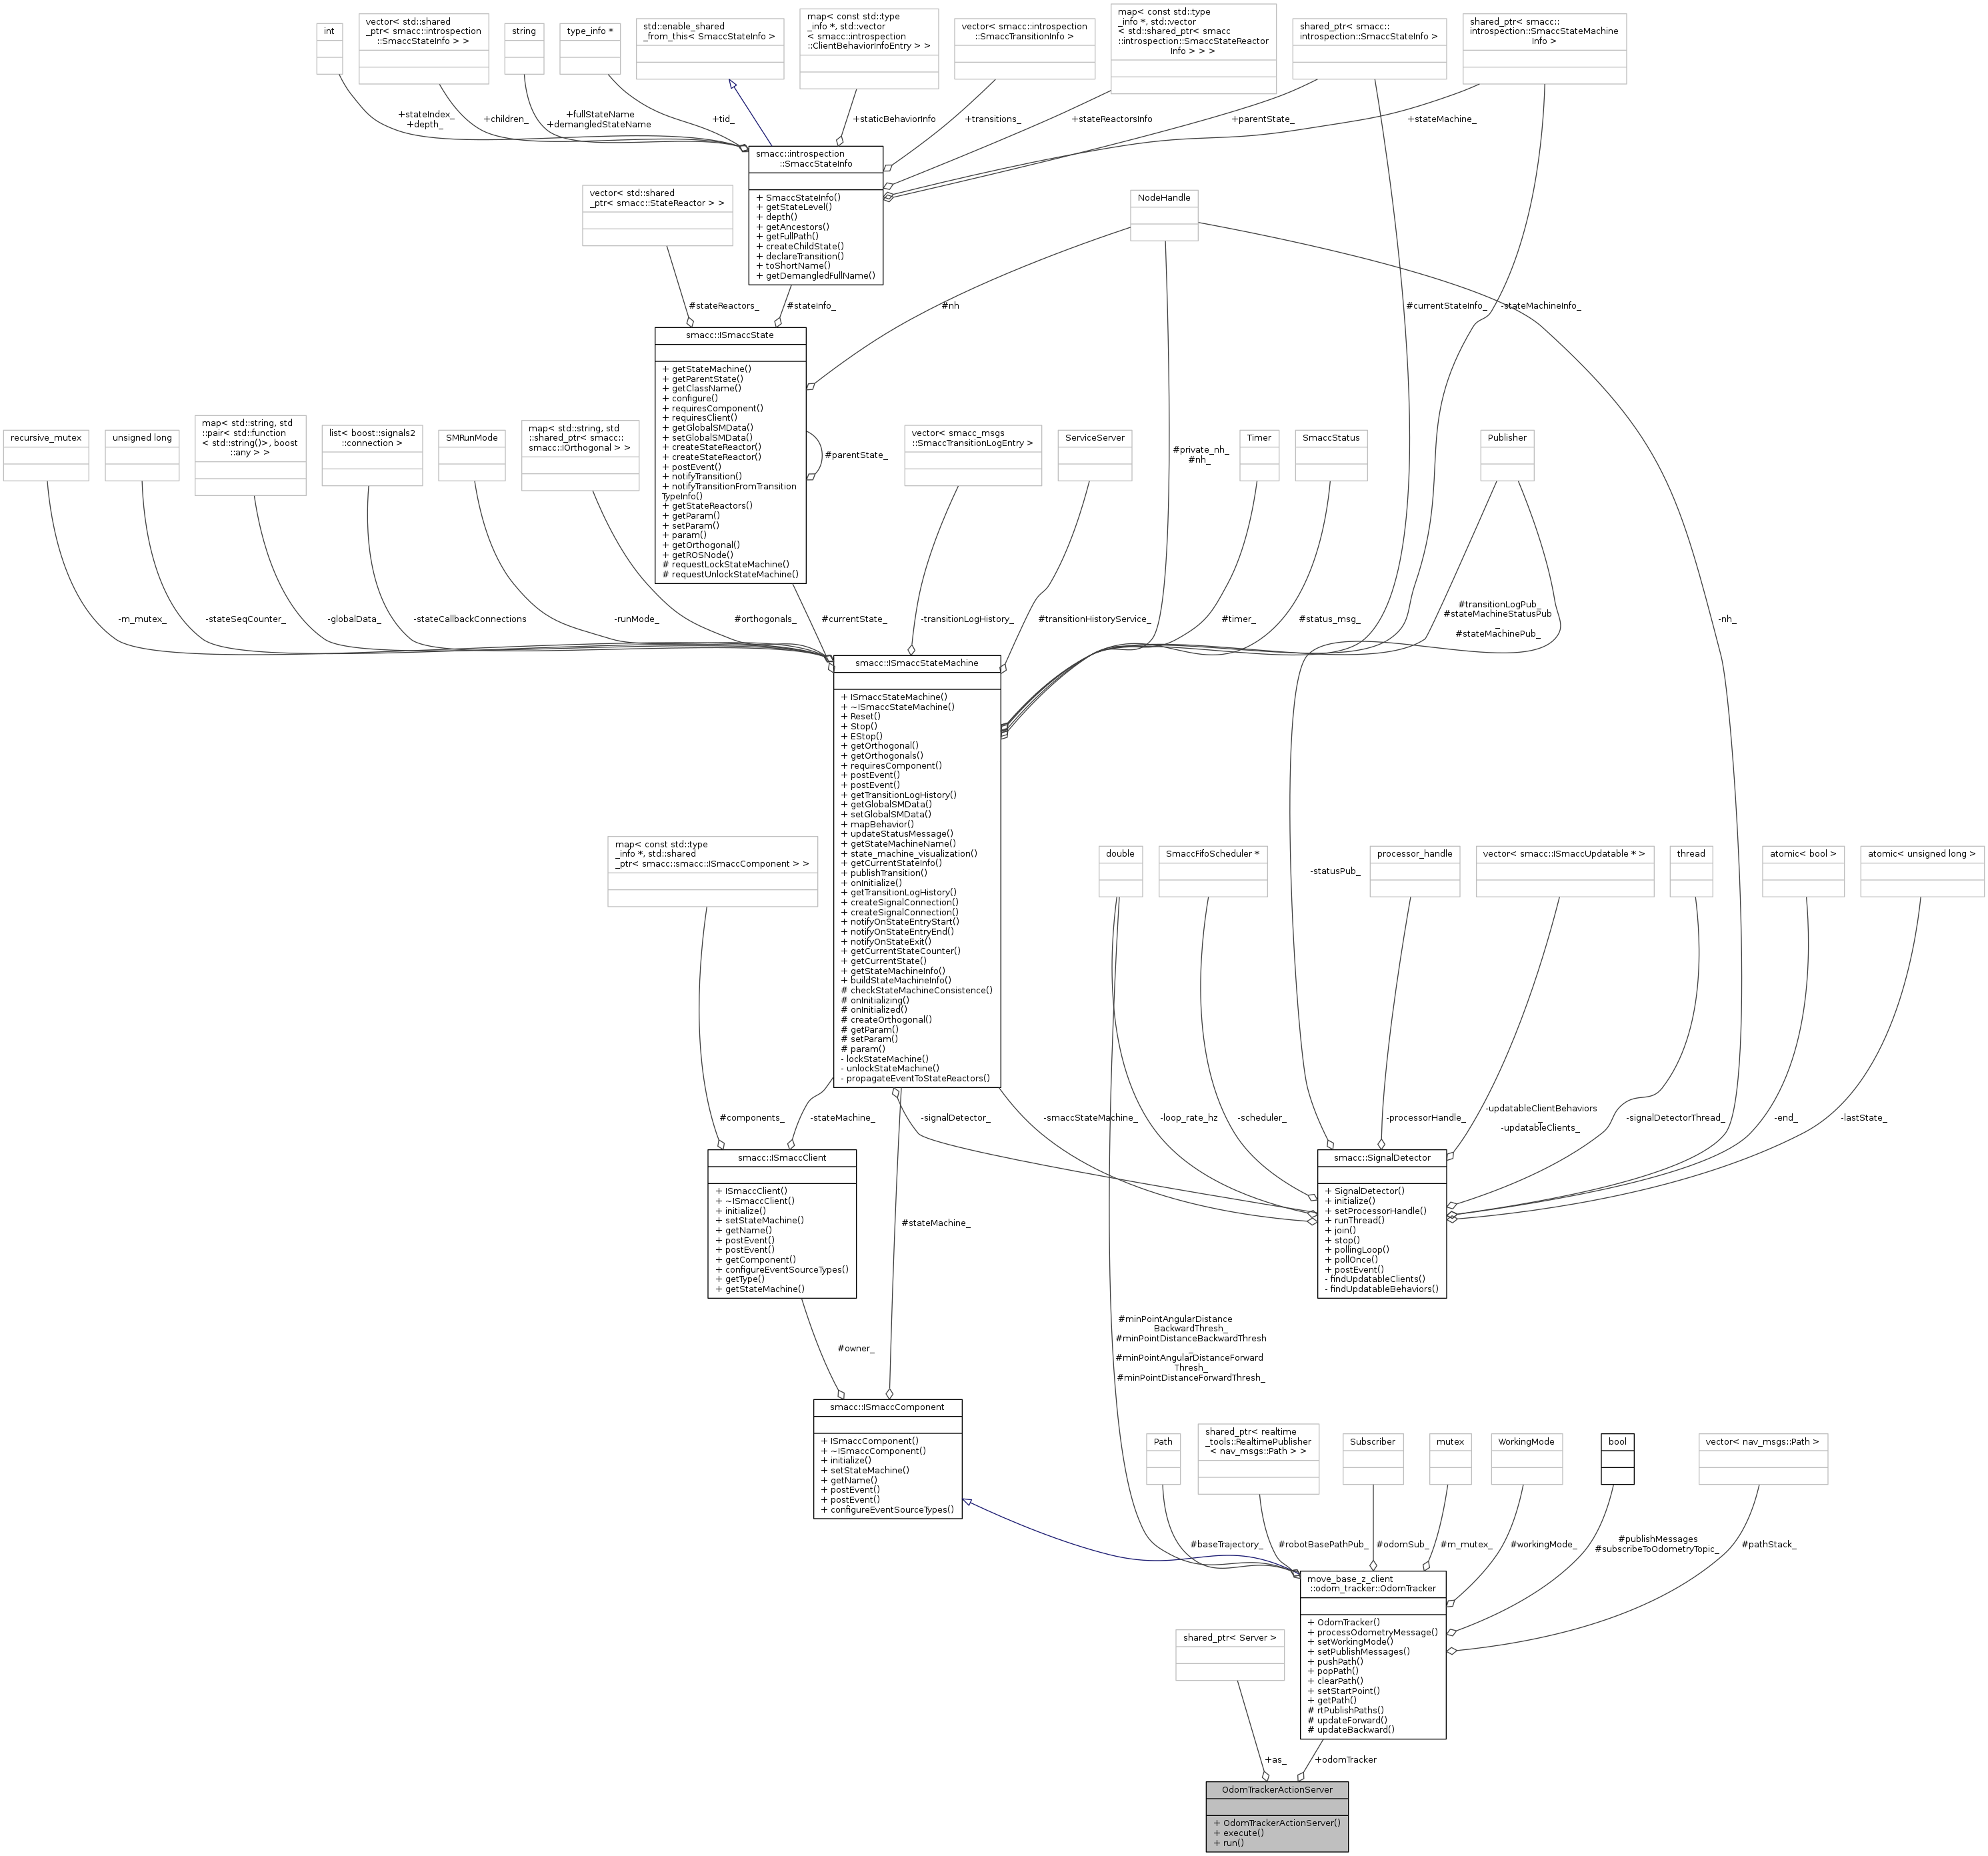 int
vector< std::shared
_ptr< smacc::introspection
::SmaccStateInfo > >
string
type_info *
std::enable_shared
_from_this< SmaccStateInfo >
map< const std::type
_info *, std::vector
< smacc::introspection
::ClientBehaviorInfoEntry > >
vector< smacc::introspection
::SmaccTransitionInfo >
map< const std::type
_info *, std::vector
< std::shared_ptr< smacc
::introspection::SmaccStateReactor
Info > > >
shared_ptr< smacc::
introspection::SmaccStateInfo >
shared_ptr< smacc::
introspection::SmaccStateMachine
Info >
+stateIndex_
+depth_
+children_
+fullStateName
+demangledStateName
+tid_
+staticBehaviorInfo
+transitions_
+stateReactorsInfo
+parentState_
+stateMachine_
smacc::introspection
::SmaccStateInfo
+ SmaccStateInfo()
+ getStateLevel()
+ depth()
+ getAncestors()
+ getFullPath()
+ createChildState()
+ declareTransition()
+ toShortName()
+ getDemangledFullName()
vector< std::shared
_ptr< smacc::StateReactor > >
NodeHandle
#stateReactors_
#stateInfo_
#nh
#currentStateInfo_
-stateMachineInfo_
smacc::ISmaccState
+ getStateMachine()
+ getParentState()
+ getClassName()
+ configure()
+ requiresComponent()
+ requiresClient()
+ getGlobalSMData()
+ setGlobalSMData()
+ createStateReactor()
+ createStateReactor()
+ postEvent()
+ notifyTransition()
+ notifyTransitionFromTransition
TypeInfo()
+ getStateReactors()
+ getParam()
+ setParam()
+ param()
+ getOrthogonal()
+ getROSNode()
# requestLockStateMachine()
# requestUnlockStateMachine()
#parentState_
recursive_mutex
unsigned long
map< std::string, std
::pair< std::function
< std::string()>, boost
::any > >
list< boost::signals2
::connection >
SMRunMode
map< std::string, std
::shared_ptr< smacc::
smacc::IOrthogonal > >
vector< smacc_msgs
::SmaccTransitionLogEntry >
ServiceServer
#private_nh_
#nh_
Timer
SmaccStatus
Publisher
-m_mutex_
-stateSeqCounter_
-globalData_
-stateCallbackConnections
-runMode_
#orthogonals_
#currentState_
-transitionLogHistory_
#transitionHistoryService_
#timer_
#status_msg_
#transitionLogPub_
#stateMachineStatusPub
_
#stateMachinePub_
-nh_
smacc::ISmaccStateMachine
+ ISmaccStateMachine()
+ ~ISmaccStateMachine()
+ Reset()
+ Stop()
+ EStop()
+ getOrthogonal()
+ getOrthogonals()
+ requiresComponent()
+ postEvent()
+ postEvent()
+ getTransitionLogHistory()
+ getGlobalSMData()
+ setGlobalSMData()
+ mapBehavior()
+ updateStatusMessage()
+ getStateMachineName()
+ state_machine_visualization()
+ getCurrentStateInfo()
+ publishTransition()
+ onInitialize()
+ getTransitionLogHistory()
+ createSignalConnection()
+ createSignalConnection()
+ notifyOnStateEntryStart()
+ notifyOnStateEntryEnd()
+ notifyOnStateExit()
+ getCurrentStateCounter()
+ getCurrentState()
+ getStateMachineInfo()
+ buildStateMachineInfo()
# checkStateMachineConsistence()
# onInitializing()
# onInitialized()
# createOrthogonal()
# getParam()
# setParam()
# param()
- lockStateMachine()
- unlockStateMachine()
- propagateEventToStateReactors()
map< const std::type
_info *, std::shared
_ptr< smacc::smacc::ISmaccComponent > >
double
SmaccFifoScheduler *
-statusPub_
processor_handle
vector< smacc::ISmaccUpdatable * >
thread
atomic< bool >
atomic< unsigned long >
#components_
-stateMachine_
-signalDetector_
-smaccStateMachine_
-loop_rate_hz
-scheduler_
-processorHandle_
-updatableClientBehaviors
_
-updatableClients_
-signalDetectorThread_
-end_
-lastState_
smacc::ISmaccClient
+ ISmaccClient()
+ ~ISmaccClient()
+ initialize()
+ setStateMachine()
+ getName()
+ postEvent()
+ postEvent()
+ getComponent()
+ configureEventSourceTypes()
+ getType()
+ getStateMachine()
#stateMachine_
smacc::SignalDetector
+ SignalDetector()
+ initialize()
+ setProcessorHandle()
+ runThread()
+ join()
+ stop()
+ pollingLoop()
+ pollOnce()
+ postEvent()
- findUpdatableClients()
- findUpdatableBehaviors()
#owner_
#minPointAngularDistance
BackwardThresh_
#minPointDistanceBackwardThresh
_
#minPointAngularDistanceForward
Thresh_
#minPointDistanceForwardThresh_
smacc::ISmaccComponent
+ ISmaccComponent()
+ ~ISmaccComponent()
+ initialize()
+ setStateMachine()
+ getName()
+ postEvent()
+ postEvent()
+ configureEventSourceTypes()
Path
shared_ptr< realtime
_tools::RealtimePublisher
< nav_msgs::Path > >
Subscriber
mutex
WorkingMode
bool
vector< nav_msgs::Path >
#baseTrajectory_
#robotBasePathPub_
#odomSub_
#m_mutex_
#workingMode_
#publishMessages
#subscribeToOdometryTopic_
#pathStack_
move_base_z_client
::odom_tracker::OdomTracker
+ OdomTracker()
+ processOdometryMessage()
+ setWorkingMode()
+ setPublishMessages()
+ pushPath()
+ popPath()
+ clearPath()
+ setStartPoint()
+ getPath()
# rtPublishPaths()
# updateForward()
# updateBackward()
shared_ptr< Server >
+as_
+odomTracker
OdomTrackerActionServer
+ OdomTrackerActionServer()
+ execute()
+ run()